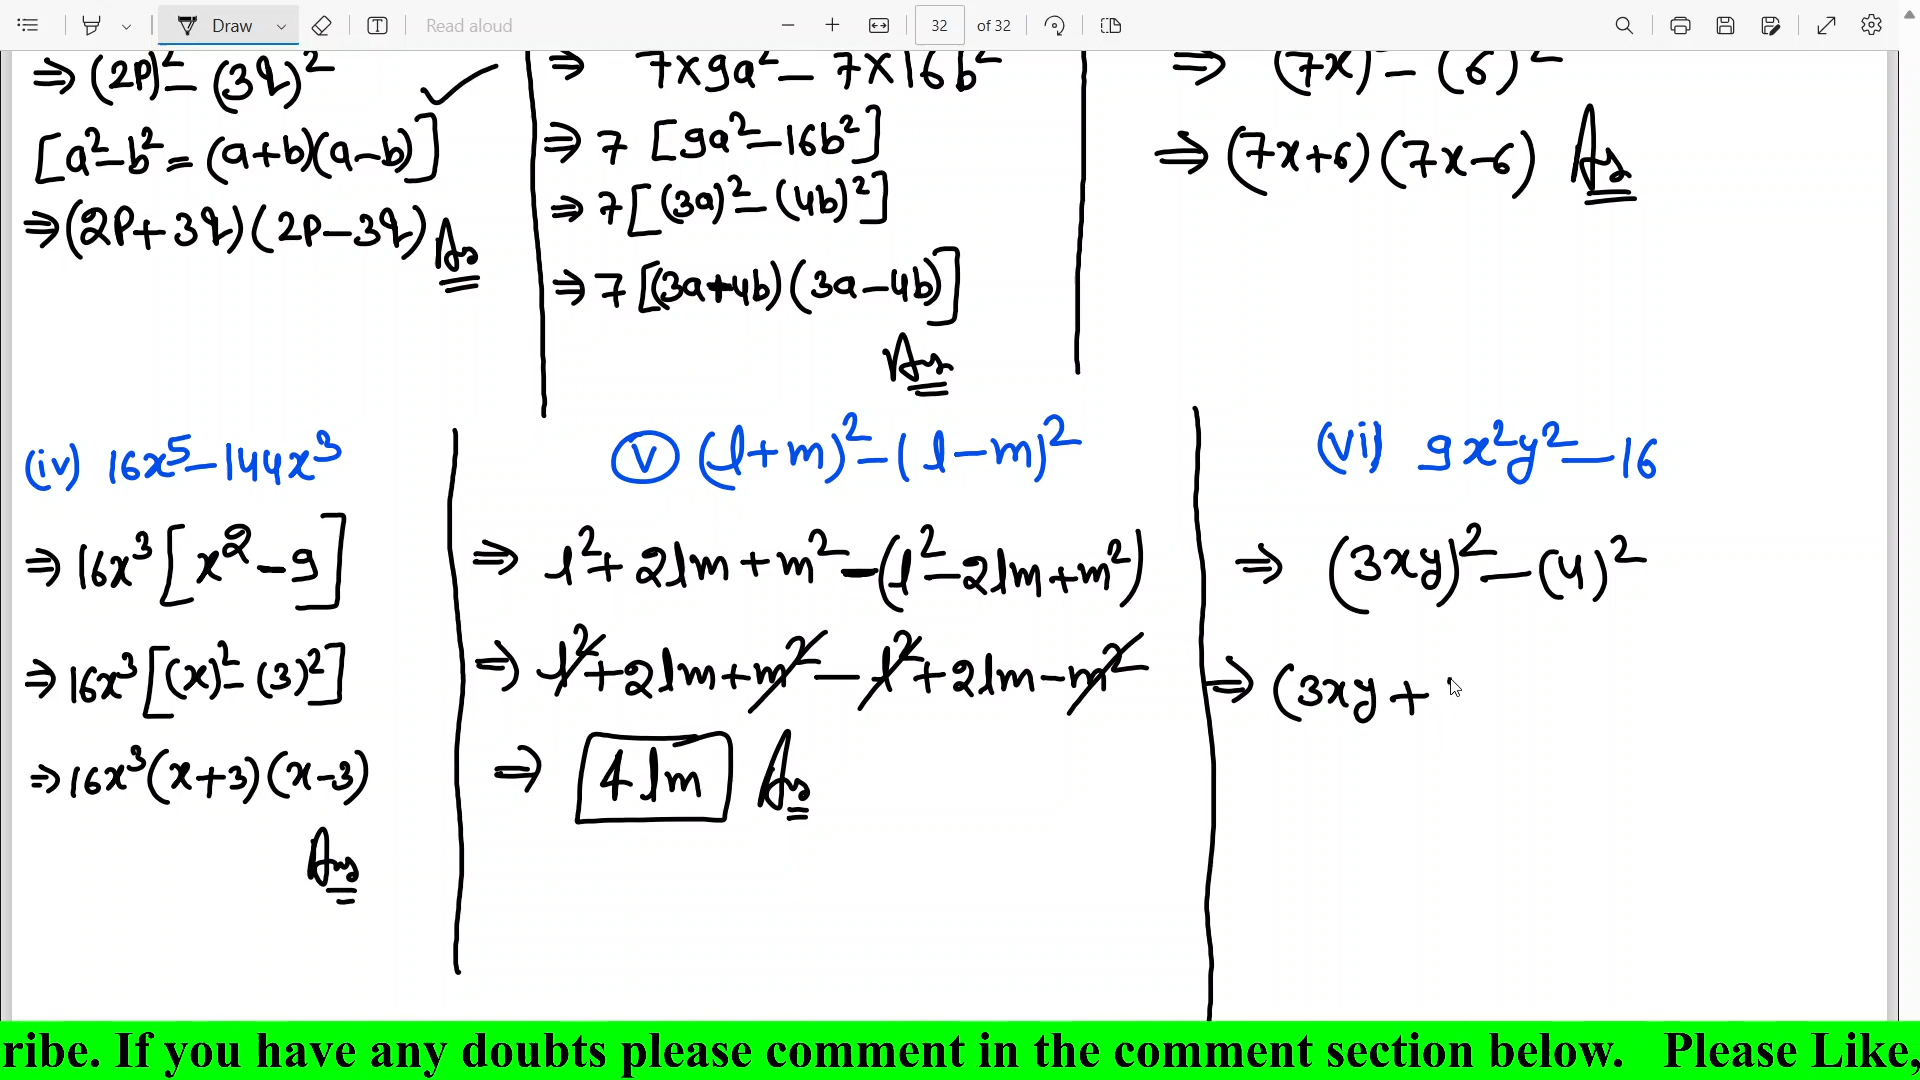 Draw
Read aloud
32 of 32
⇒ (2P)² - (3q)²
[a²-b² = (a+b)(a-b)]
⇒ (2P+3q)(2P-3q) Ans
⇒ 7×9a² - 7×16b²
⇒ 7 [9a²-16b²]
⇒ 7[(3a)² - (4b)²]
⇒ 7[(3a+4b)(3a-4b)]
Ans
⇒ (7x)² - (6)²
⇒ (7x+6)(7x-6) Ans
(iv) 16x⁵-144x³
⇒ 16x³[x²-9]
⇒ 16x³[(x)²-(3)²]
⇒ 16x³(x+3)(x-3)
Ans
(v) (l+m)²-(l-m)²
⇒ l²+2lm+m²-(l²-2lm+m²)
⇒ l²+2lm+m²-l²+2lm-m²
⇒ 4lm Ans
(vi) 9x²y²-16
⇒ (3xy)²-(4)²
⇒ (3xy +
ribe. If you have any doubts please comment in the comment section below. Please Like,